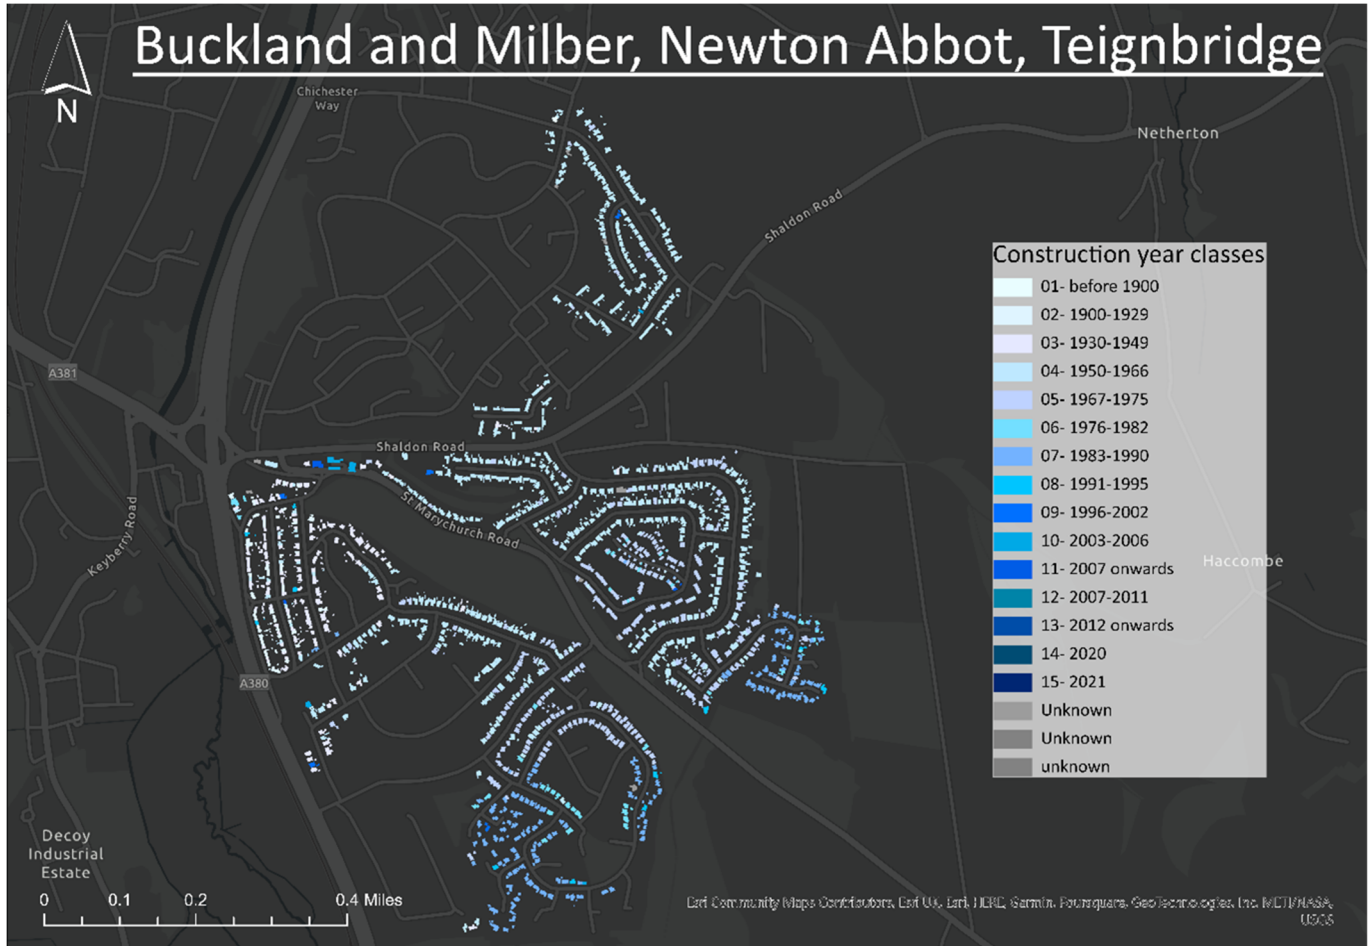 Buckland and Milber, Newton Abbot, Teignbridge
N
Chichester
Way
Netherton
Shaldon Road
Construction year classes
01- before 1900
02- 1900-1929
03- 1930-1949
04- 1950-1966
05- 1967-1975
06- 1976-1982
07- 1983-1990
08- 1991-1995
09- 1996-2002
10- 2003-2006
11- 2007 onwards
12- 2007-2011
13- 2012 onwards
14- 2020
15- 2021
Unknown
Unknown
unknown
A381
Shaldon Road
St Marychurch Road
Keyberry Road
Haccombe
A380
Decoy
Industrial
Estate
0 0.1 0.2 0.4 Miles
Esri Community Maps Contributors, Esri UK, Esri, HERE, Garmin, Foursquare, GeoTechnologies, Inc, METI/NASA,
USGS